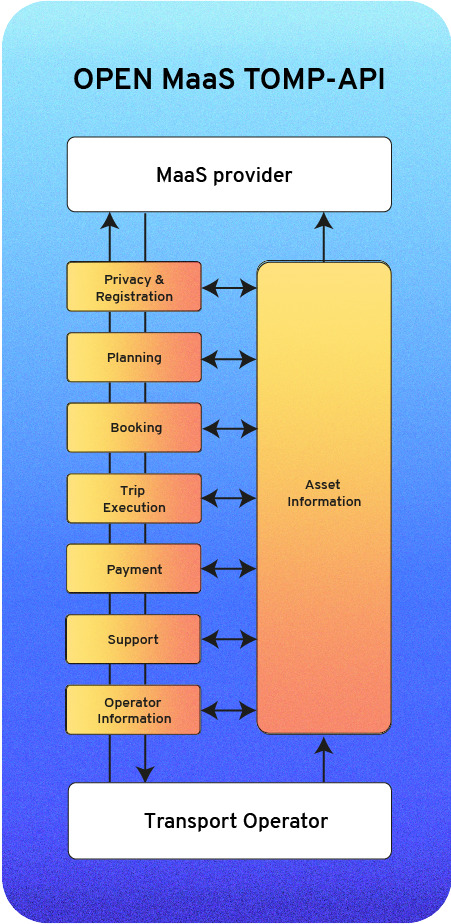 OPEN MaaS TOMP-API
MaaS provider
Privacy &
Registration
Planning
Booking
Trip
Execution
Payment
Support
Operator
Information
Asset
Information
Transport Operator